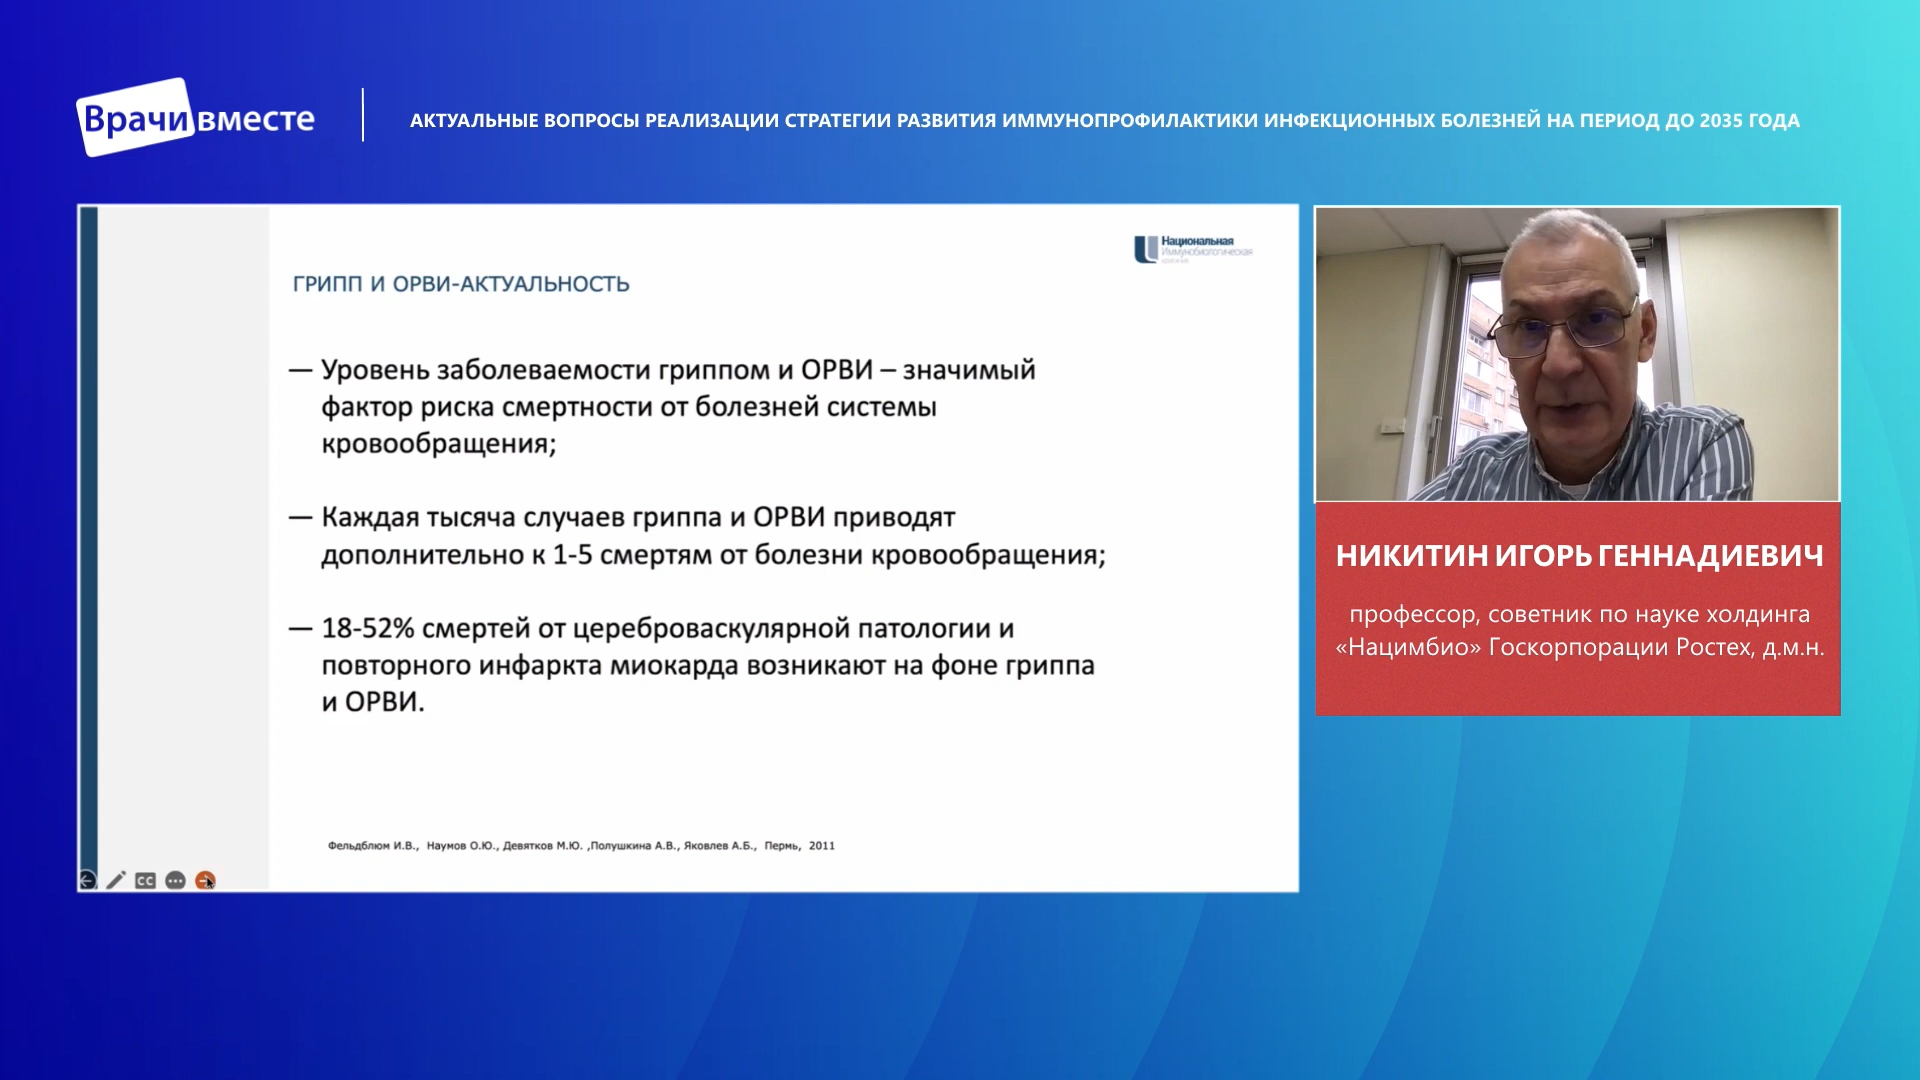 Врачи вместе
АКТУАЛЬНЫЕ ВОПРОСЫ РЕАЛИЗАЦИИ СТРАТЕГИИ РАЗВИТИЯ ИММУНОПРОФИЛАКТИКИ ИНФЕКЦИОННЫХ БОЛЕЗНЕЙ НА ПЕРИОД ДО 2035 ГОДА
Национальная
Иммунобиологическая
ГРИПП И ОРВИ-АКТУАЛЬНОСТЬ
— Уровень заболеваемости гриппом и ОРВИ – значимый
фактор риска смертности от болезней системы
кровообращения;
— Каждая тысяча случаев гриппа и ОРВИ приводят
дополнительно к 1-5 смертям от болезни кровообращения;
— 18-52% смертей от цереброваскулярной патологии и
повторного инфаркта миокарда возникают на фоне гриппа
и ОРВИ.
Фельдблюм И.В., Наумов О.Ю., Девятков М.Ю. ,Полушкина А.В., Яковлев А.Б., Пермь, 2011
CC
НИКИТИН ИГОРЬ ГЕННАДИЕВИЧ
профессор, советник по науке холдинга
«Нацимбио» Госкорпорации Ростех, д.м.н.